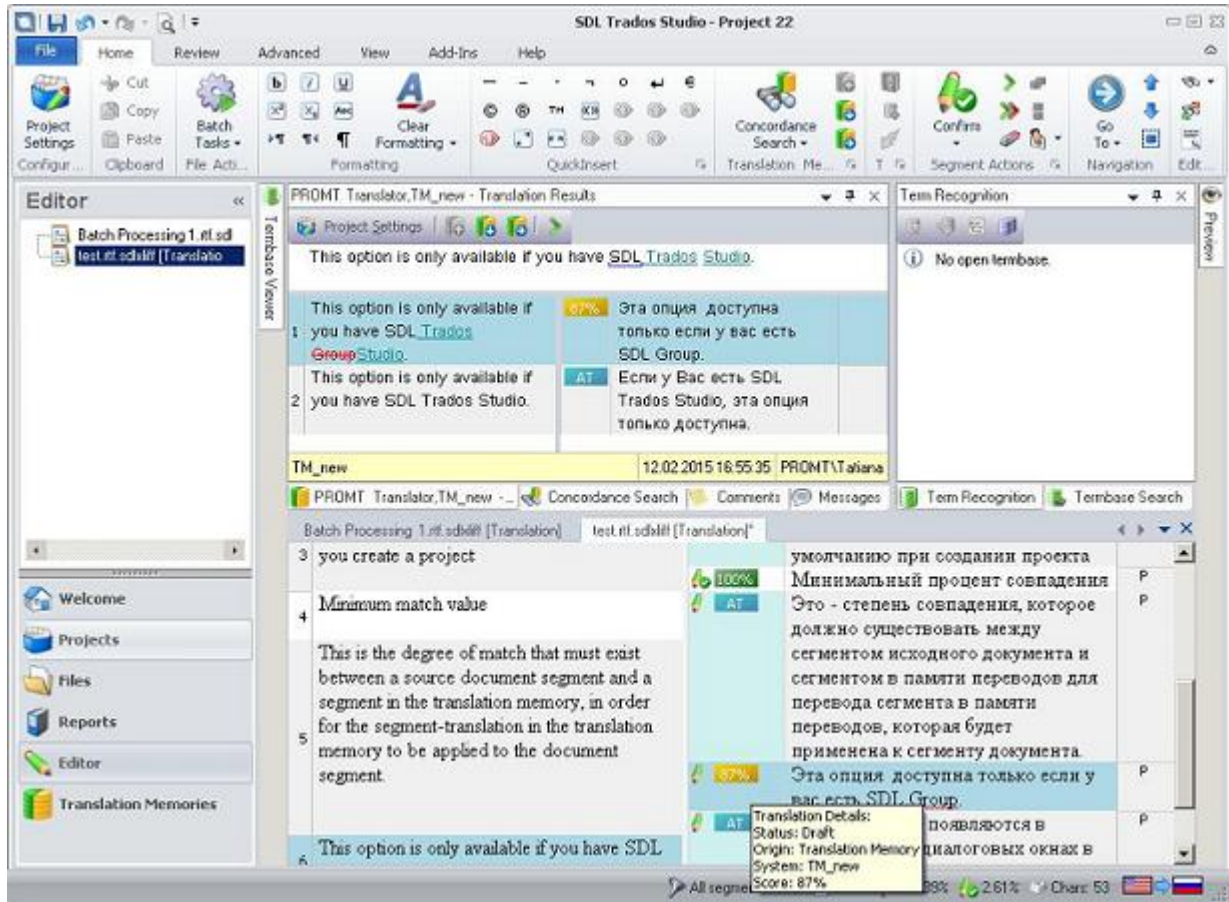 SDL Trados Studio - Project 22
File Home Review Advanced View Add-Ins Help
Project Settings
Cut
Copy
Paste
Batch Tasks
Clear Formatting
Concordance Search
Confirm
Go To
Configur... Clipboard File Acti... Formatting QuickInsert Translation Me... T Segment Actions Navigation Edit...
Editor «
Batch Processing 1.rtf.sdl
test.rtf.sdlxliff [Translatio
Welcome
Projects
Files
Reports
Editor
Translation Memories
Termbase Viewer
PROMT Translator,TM_new - Translation Results
Project Settings
This option is only available if you have SDL Trados Studio.
1 This option is only available if
you have SDL Trados
GroupStudio.
87% Эта опция доступна
только если у вас есть
SDL Group.
2 This option is only available if
you have SDL Trados Studio.
AT Если у Вас есть SDL
Trados Studio, эта опция
только доступна.
TM_new 12.02.2015 16:55:35 PROMT\Tatiana
PROMT Translator,TM_new -... Concordance Search Comments Messages
Term Recognition
No open termbase.
Term Recognition Termbase Search
Preview
Batch Processing 1.rtf.sdlxliff [Translation] test.rtf.sdlxliff [Translation]*
3 you create a project
умолчанию при создании проекта
4 Minimum match value
100% Минимальный процент совпадения P
5 This is the degree of match that must exist
between a source document segment and a
segment in the translation memory, in order
for the segment-translation in the translation
memory to be applied to the document
segment.
AT Это - степень совпадения, которое P
должно существовать между
сегментом исходного документа и
сегментом в памяти переводов для
перевода сегмента в памяти
переводов, которая будет
применена к сегменту документа.
6 This option is only available if you have SDL
87% Эта опция доступна только если у P
вас есть SDL Group.
AT появляются в P
диалоговых окнах в
Translation Details:
Status: Draft
Origin: Translation Memory
System: TM_new
Score: 87%
All segme
2.61% Chars: 53